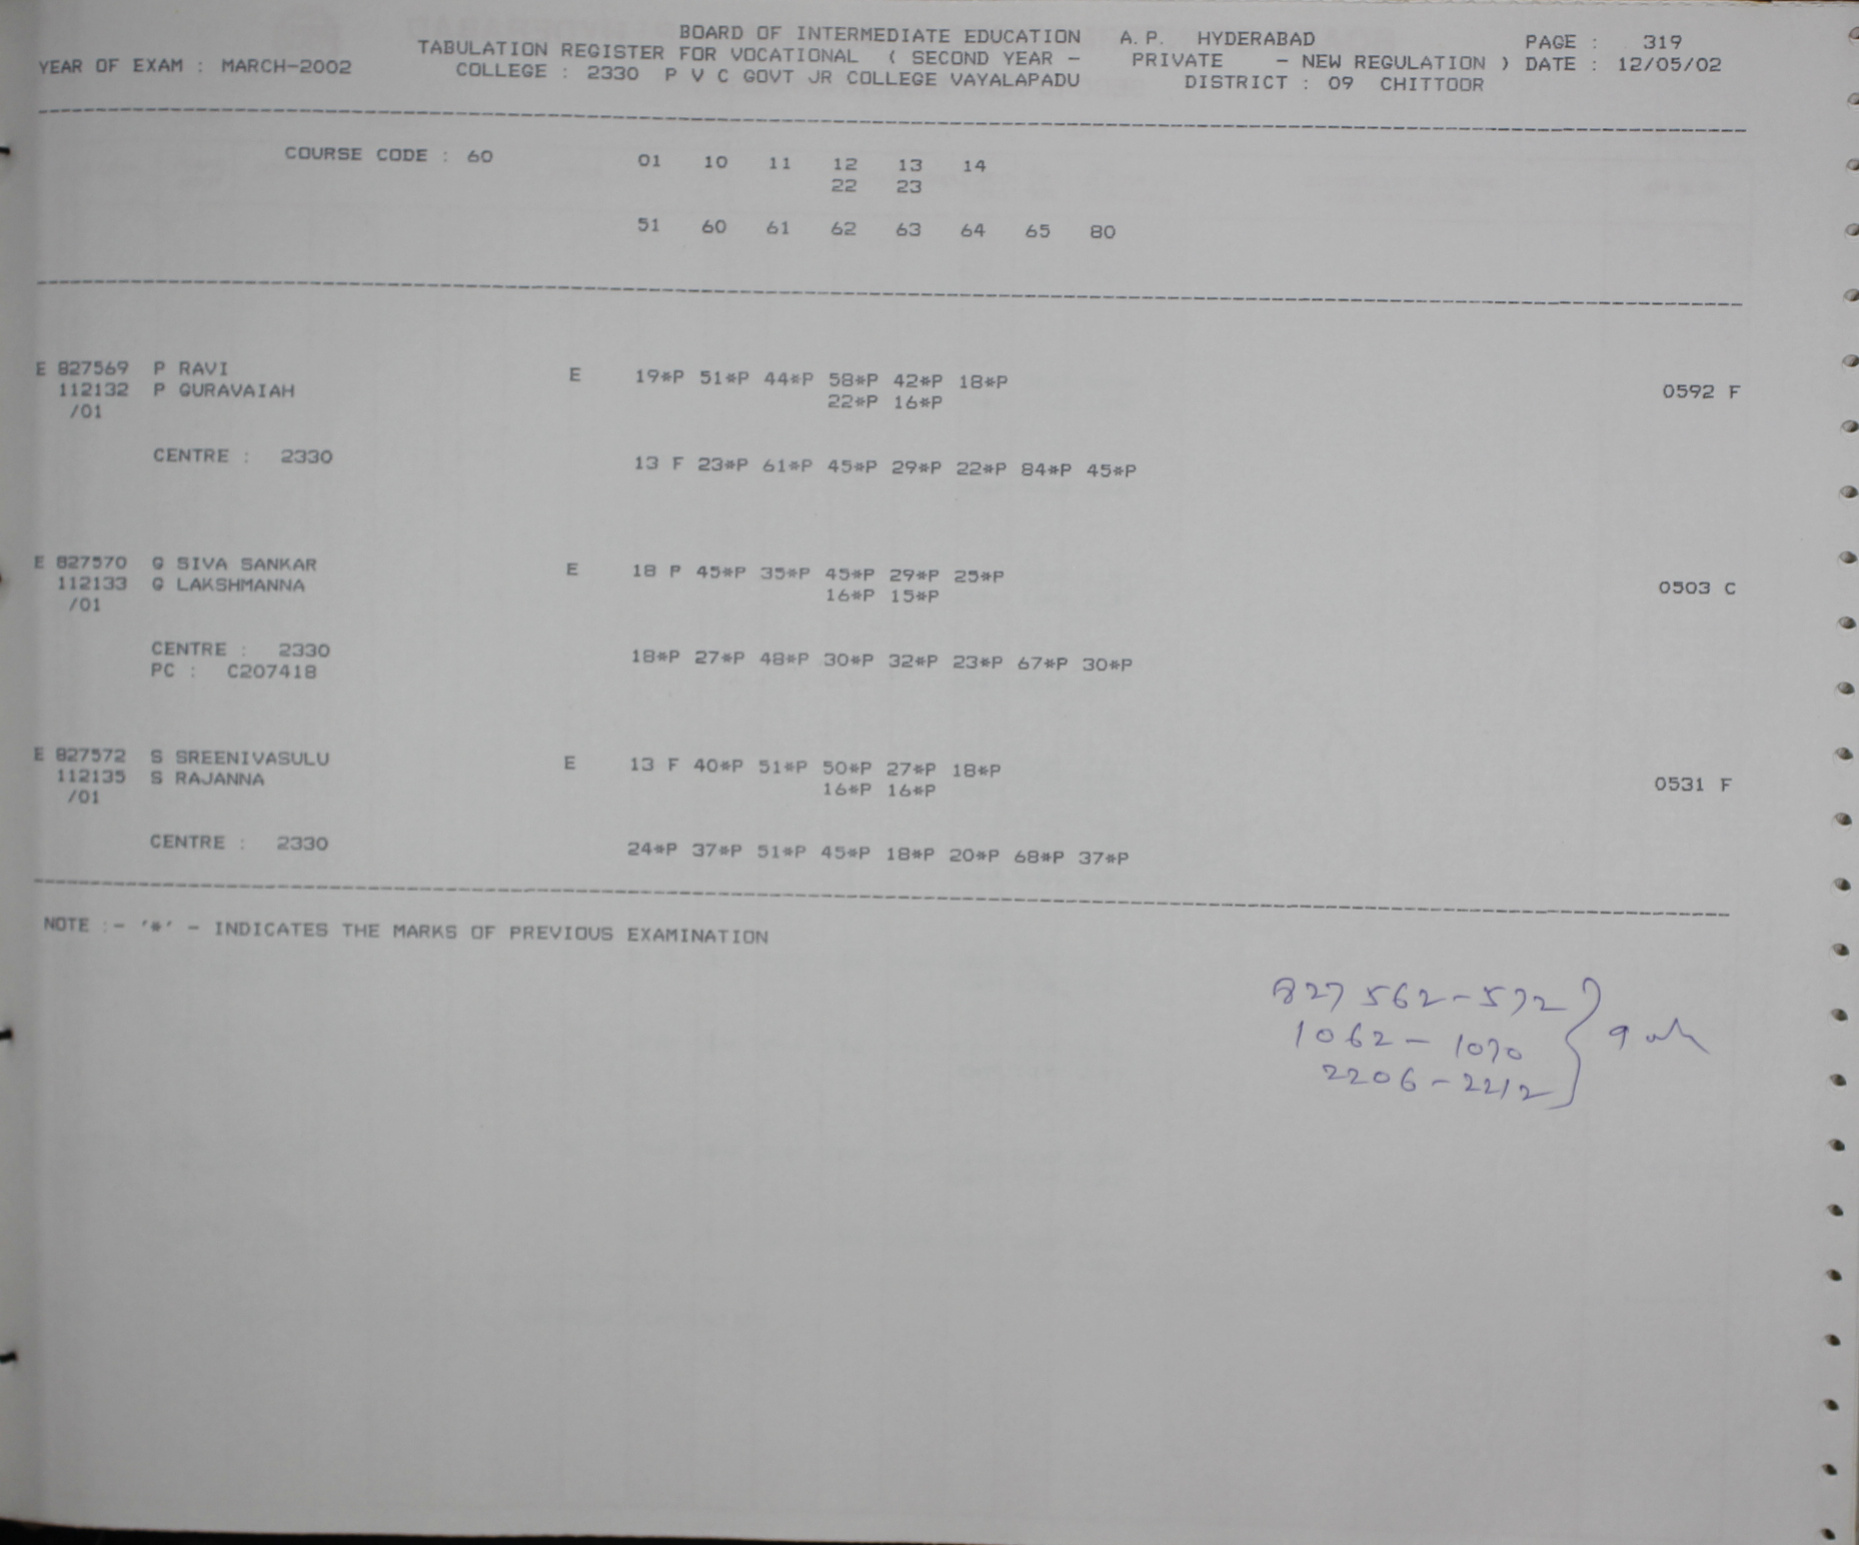 BOARD OF INTERMEDIATE EDUCATION A. P. HYDERABAD PAGE : 319
YEAR OF EXAM : MARCH-2002 TABULATION REGISTER FOR VOCATIONAL ( SECOND YEAR - PRIVATE - NEW REGULATION ) DATE : 12/05/02
COLLEGE : 2330 P V C GOVT JR COLLEGE VAYALAPADU DISTRICT : 09 CHITTOOR
COURSE CODE : 60 01 10 11 12 13 14
22 23
51 60 61 62 63 64 65 80
E 827569 P RAVI E 19*P 51*P 44*P 58*P 42*P 18*P
112132 P GURAVAIAH 22*P 16*P 0592 F
/01
CENTRE : 2330 13 F 23*P 61*P 45*P 29*P 22*P 84*P 45*P
E 827570 G SIVA SANKAR E 18 P 45*P 35*P 45*P 29*P 25*P
112133 G LAKSHMANNA 16*P 15*P 0503 C
/01
CENTRE : 2330 18*P 27*P 48*P 30*P 32*P 23*P 67*P 30*P
PC : C207418
E 827572 S SREENIVASULU E 13 F 40*P 51*P 50*P 27*P 18*P
112135 S RAJANNA 16*P 16*P 0531 F
/01
CENTRE : 2330 24*P 37*P 51*P 45*P 18*P 20*P 68*P 37*P
NOTE :- '*' - INDICATES THE MARKS OF PREVIOUS EXAMINATION
827 562-572
1062 - 1070 9
2206 - 2212